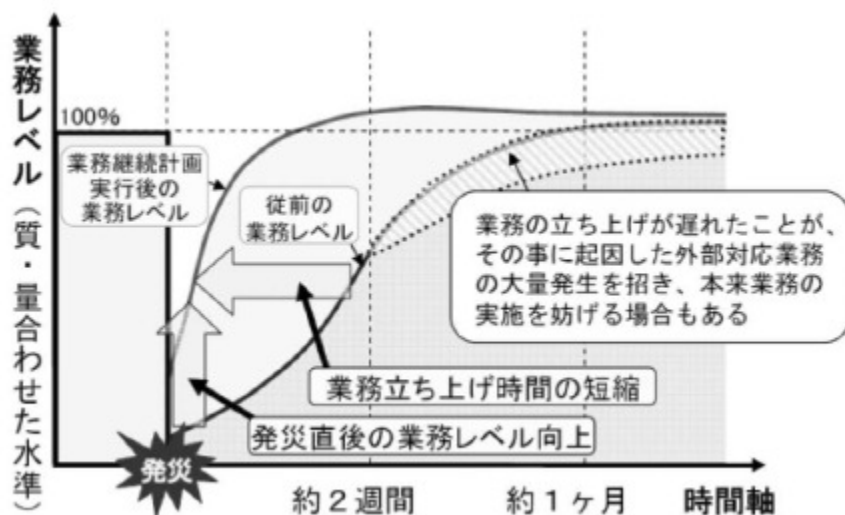 業務レベル（質・量合わせた水準）
100%
業務継続計画
実行後の
業務レベル
従前の
業務レベル
業務の立ち上げが遅れたことが、
その事に起因した外部対応業務
の大量発生を招き、本来業務の
実施を妨げる場合もある
業務立ち上げ時間の短縮
発災直後の業務レベル向上
発災
約２週間
約１ヶ月
時間軸